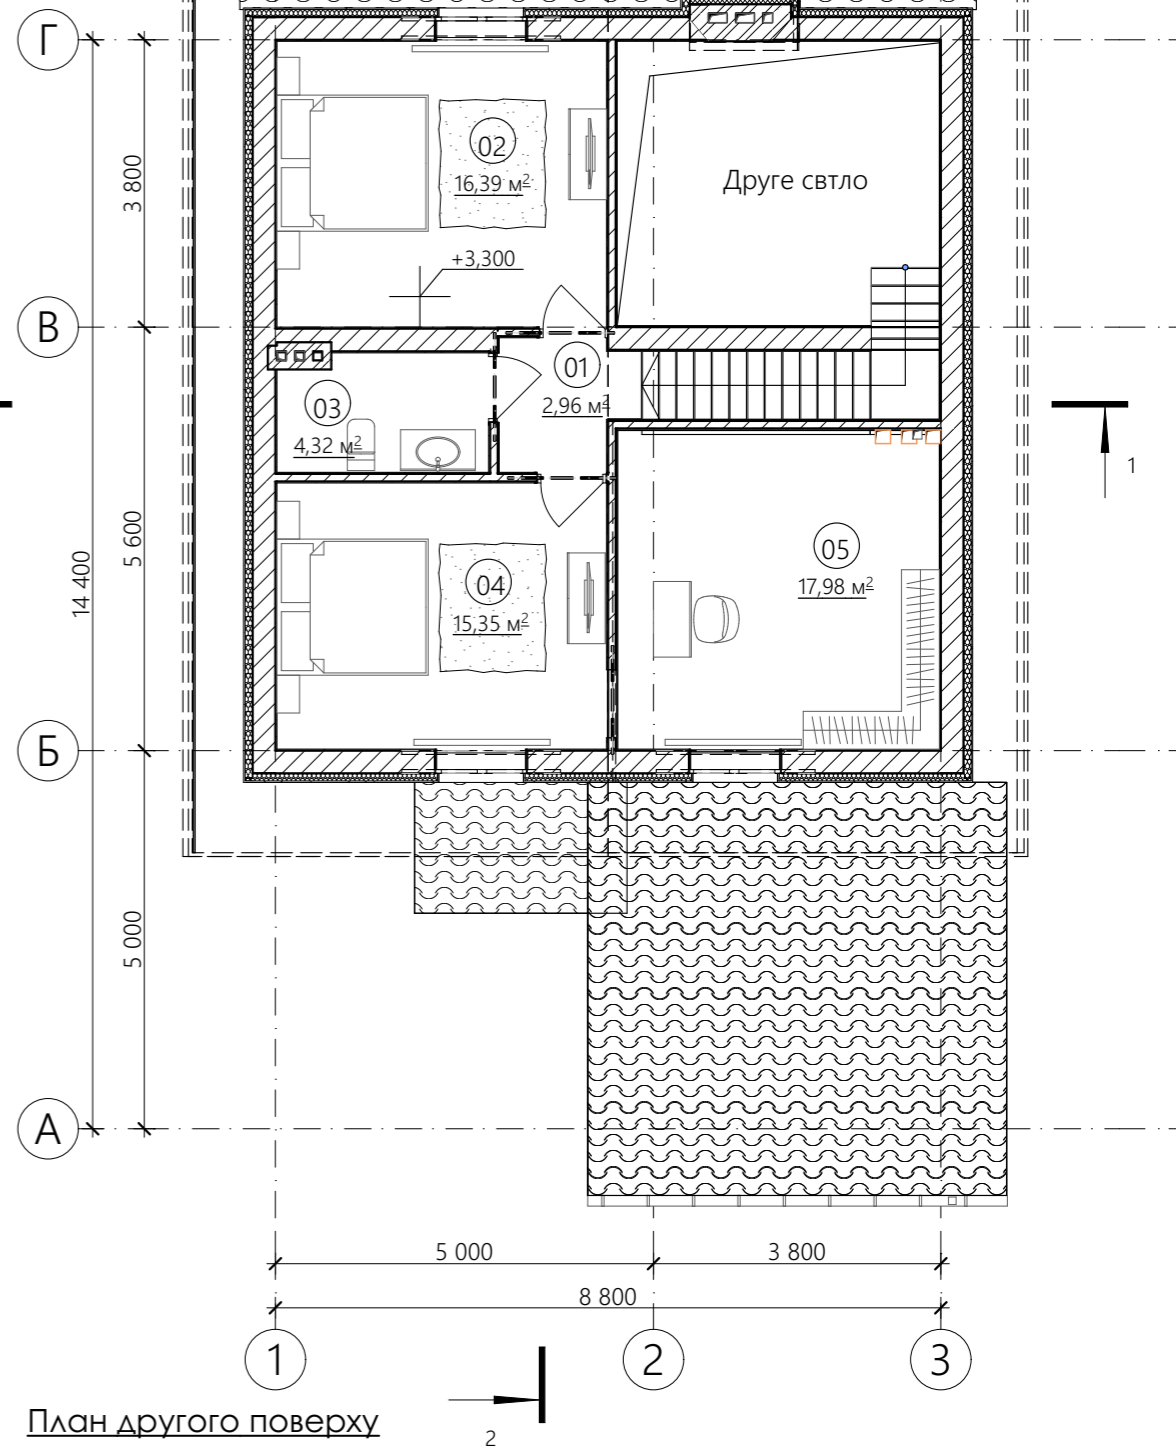 Г
02
16,39 м²
Друге свтло
3 800
+3,300
В
01
2,96 м²
03
4,32 м²
1
14 400
5 600
05
17,98 м²
04
15,35 м²
Б
5 000
А
5 000
3 800
8 800
1
2
3
План другого поверху
2